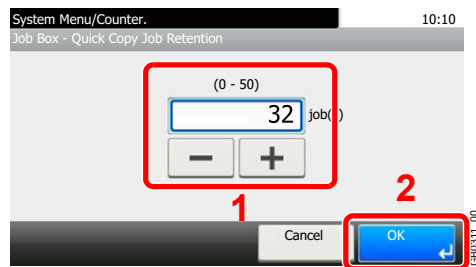 System Menu/Counter.
10:10
Job Box - Quick Copy Job Retention
(0 - 50)
32 job(s)
1
2
Cancel
OK